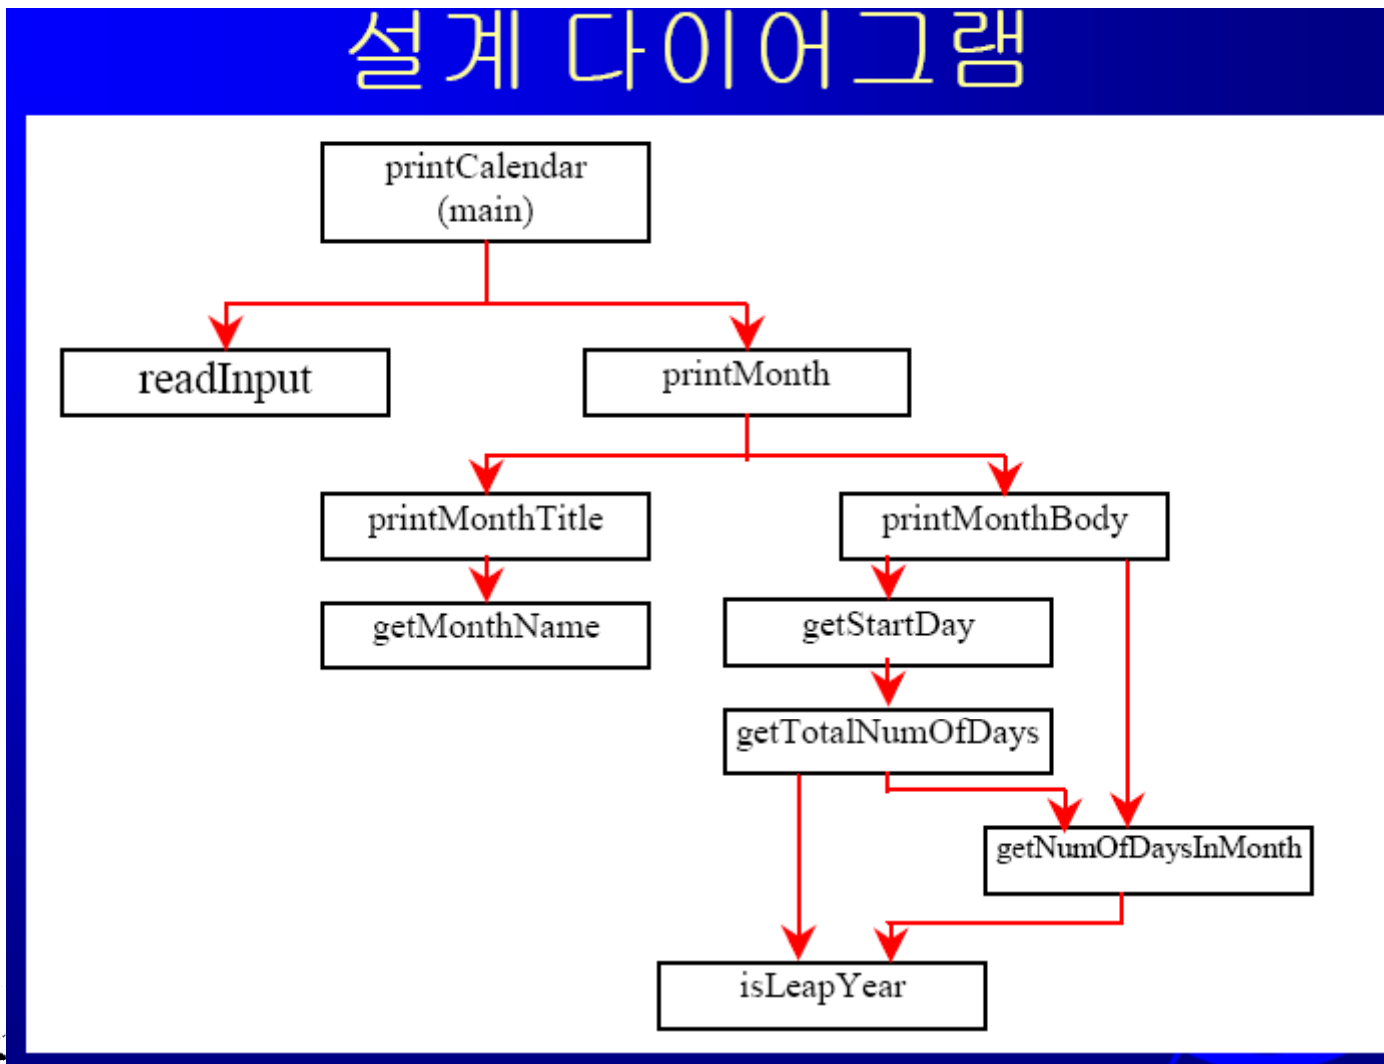 설계 다이어그램
printCalendar
(main)
readInput
printMonth
printMonthTitle
printMonthBody
getMonthName
getStartDay
getTotalNumOfDays
getNumOfDaysInMonth
isLeapYear